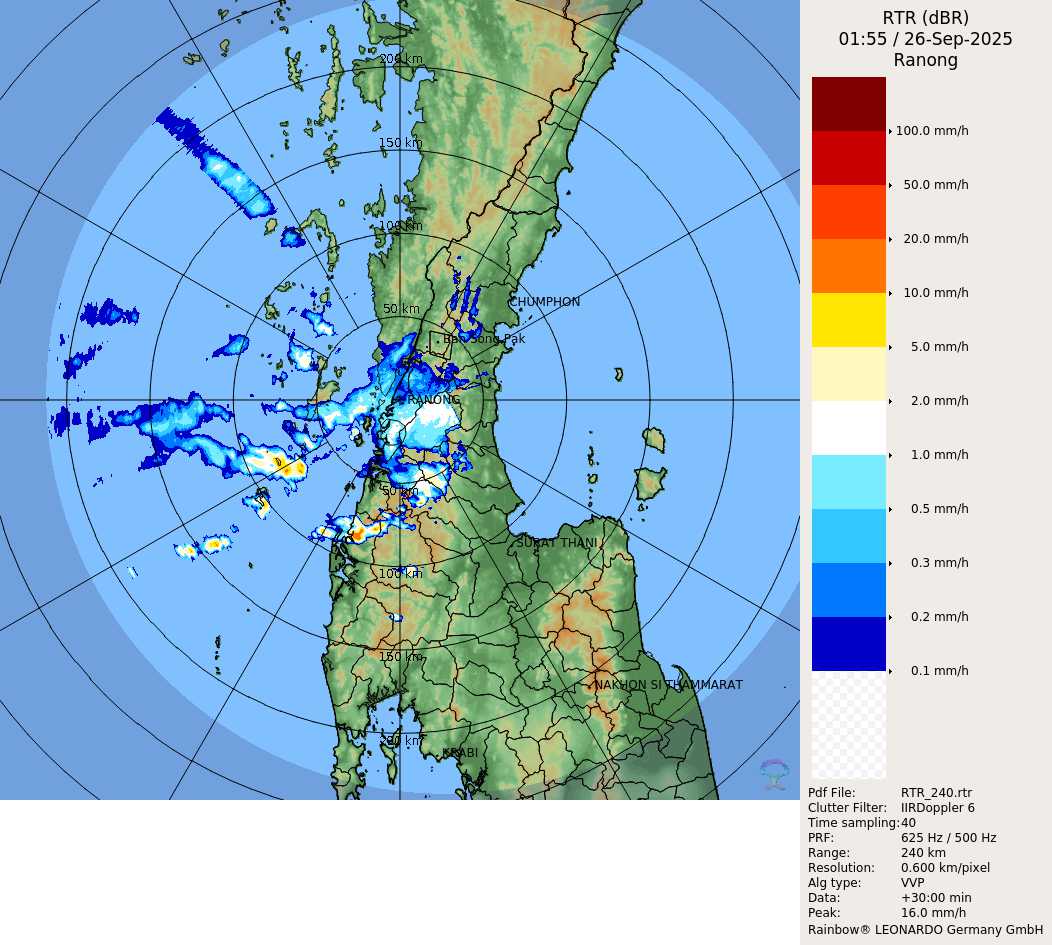 RTR (dBR)
01:55 / 26-Sep-2025
Ranong
100.0 mm/h
50.0 mm/h
20.0 mm/h
10.0 mm/h
5.0 mm/h
2.0 mm/h
1.0 mm/h
0.5 mm/h
0.3 mm/h
0.2 mm/h
0.1 mm/h
200 km
150 km
100 km
50 km
CHUMPHON
Ban Song Pak
RANONG
50 km
SURAT THANI
100 km
150 km
NAKHON SI THAMMARAT
200 km
KRABI
Pdf File: RTR_240.rtr
Clutter Filter: IIRDoppler 6
Time sampling:40
PRF: 625 Hz / 500 Hz
Range: 240 km
Resolution: 0.600 km/pixel
Alg type: VVP
Data: +30:00 min
Peak: 16.0 mm/h
Rainbow® LEONARDO Germany GmbH